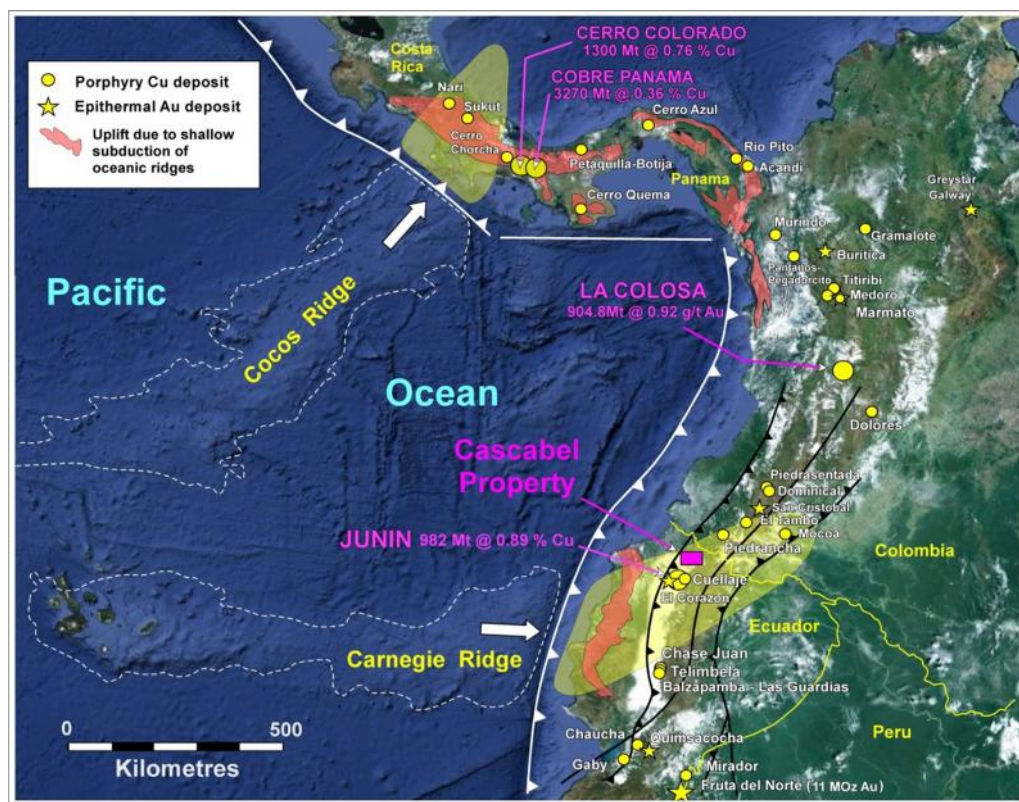 Porphyry Cu deposit
Epithermal Au deposit
Uplift due to shallow
subduction of
oceanic ridges
CERRO COLORADO
1300 Mt @ 0.76 % Cu
COBRE PANAMA
3270 Mt @ 0.36 % Cu
Costa
Rica
Nari
Sukut
Cerro
Chorcha
Cerro Azul
Petaquilla-Botija
Panama
Rio Pito
Acandi
Cerro Quema
Greystar
Galway
Murindo
Gramalote
Buritica
Pantanos-
Pegadorcito
Titiribi
Medoro
Marmato
Pacific
Ocean
Cocos Ridge
LA COLOSA
904.8Mt @ 0.92 g/t Au
Dolores
Cascabel
Property
Piedrasentada
Dominical
San Cristobal
El Tambo
Mocoa
Piedrancha
JUNIN 982 Mt @ 0.89 % Cu
Colombia
Cuellaje
El Corazon
Ecuador
Carnegie Ridge
Chase Juan
Telimbela
Balzapamba - Las Guardias
0 500
Kilometres
Chaucha
Quimsacocha
Gaby
Peru
Mirador
Fruta del Norte (11 MOz Au)